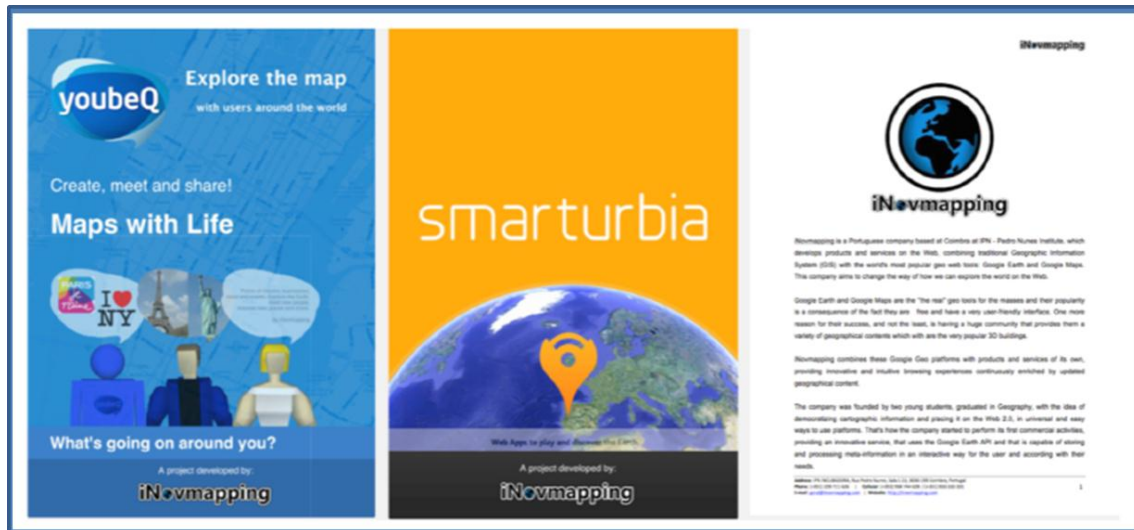 youbeQ
Explore the map
with users around the world
Create, meet and share!
Maps with Life
PARIS
je t'aime
I
NY
What's going on around you?
A project developed by:
iNovmapping
smarturbia
Web Apps to play and discover the Earth.
A project developed by:
iNovmapping
iNovmapping
iNovmapping
iNovmapping is a Portuguese company based at Coimbra at IPN - Pedro Nunes Institute, which
develops products and services on the Web, combining traditional Geographic Information
System (GIS) with the world's most popular geo web tools: Google Earth and Google Maps.
This company aims to change the way of how we can explore the world on the Web.
Google Earth and Google Maps are the "the real" geo tools for the masses and their popularity
is a consequence of the fact they are free and have a very user-friendly interface. One more
reason for their success, and not the least, is having a huge community that provides them a
variety of geographical contents which with are the very popular 3D buildings.
iNovmapping combines these Google Geo platforms with products and services of its own,
providing innovative and intuitive browsing experiences continuously enriched by updated
geographical content.
The company was founded by two young students, graduated in Geography, with the idea of
democratizing cartographic information and placing it on the Web 2.0, in universal and easy
ways to use platforms. That's how the company started to perform its first commercial activities,
providing an innovative service, that uses the Google Earth API and that is capable of storing
and processing meta-information in an interactive way for the user and according with their
needs.
1